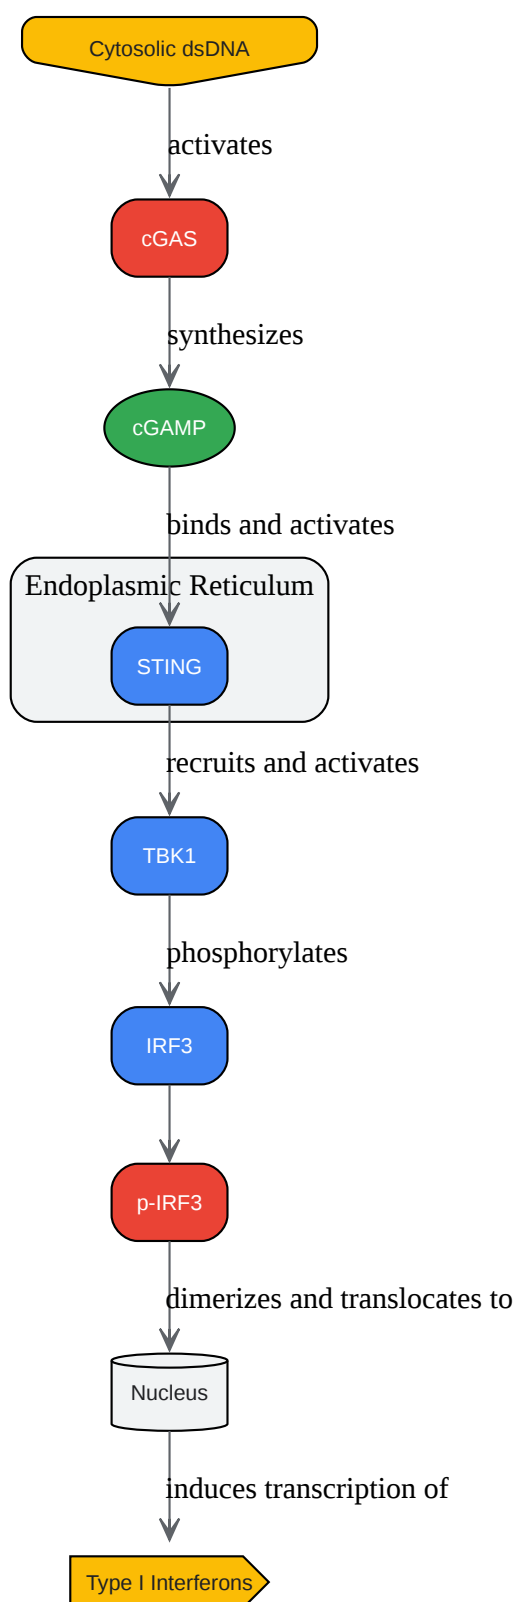 Cytosolic dsDNA
activates
cGAS
synthesizes
cGAMP
binds and activates
Endoplasmic Reticulum
STING
recruits and activates
TBK1
phosphorylates
IRF3
p-IRF3
dimerizes and translocates to
Nucleus
induces transcription of
Type I Interferons